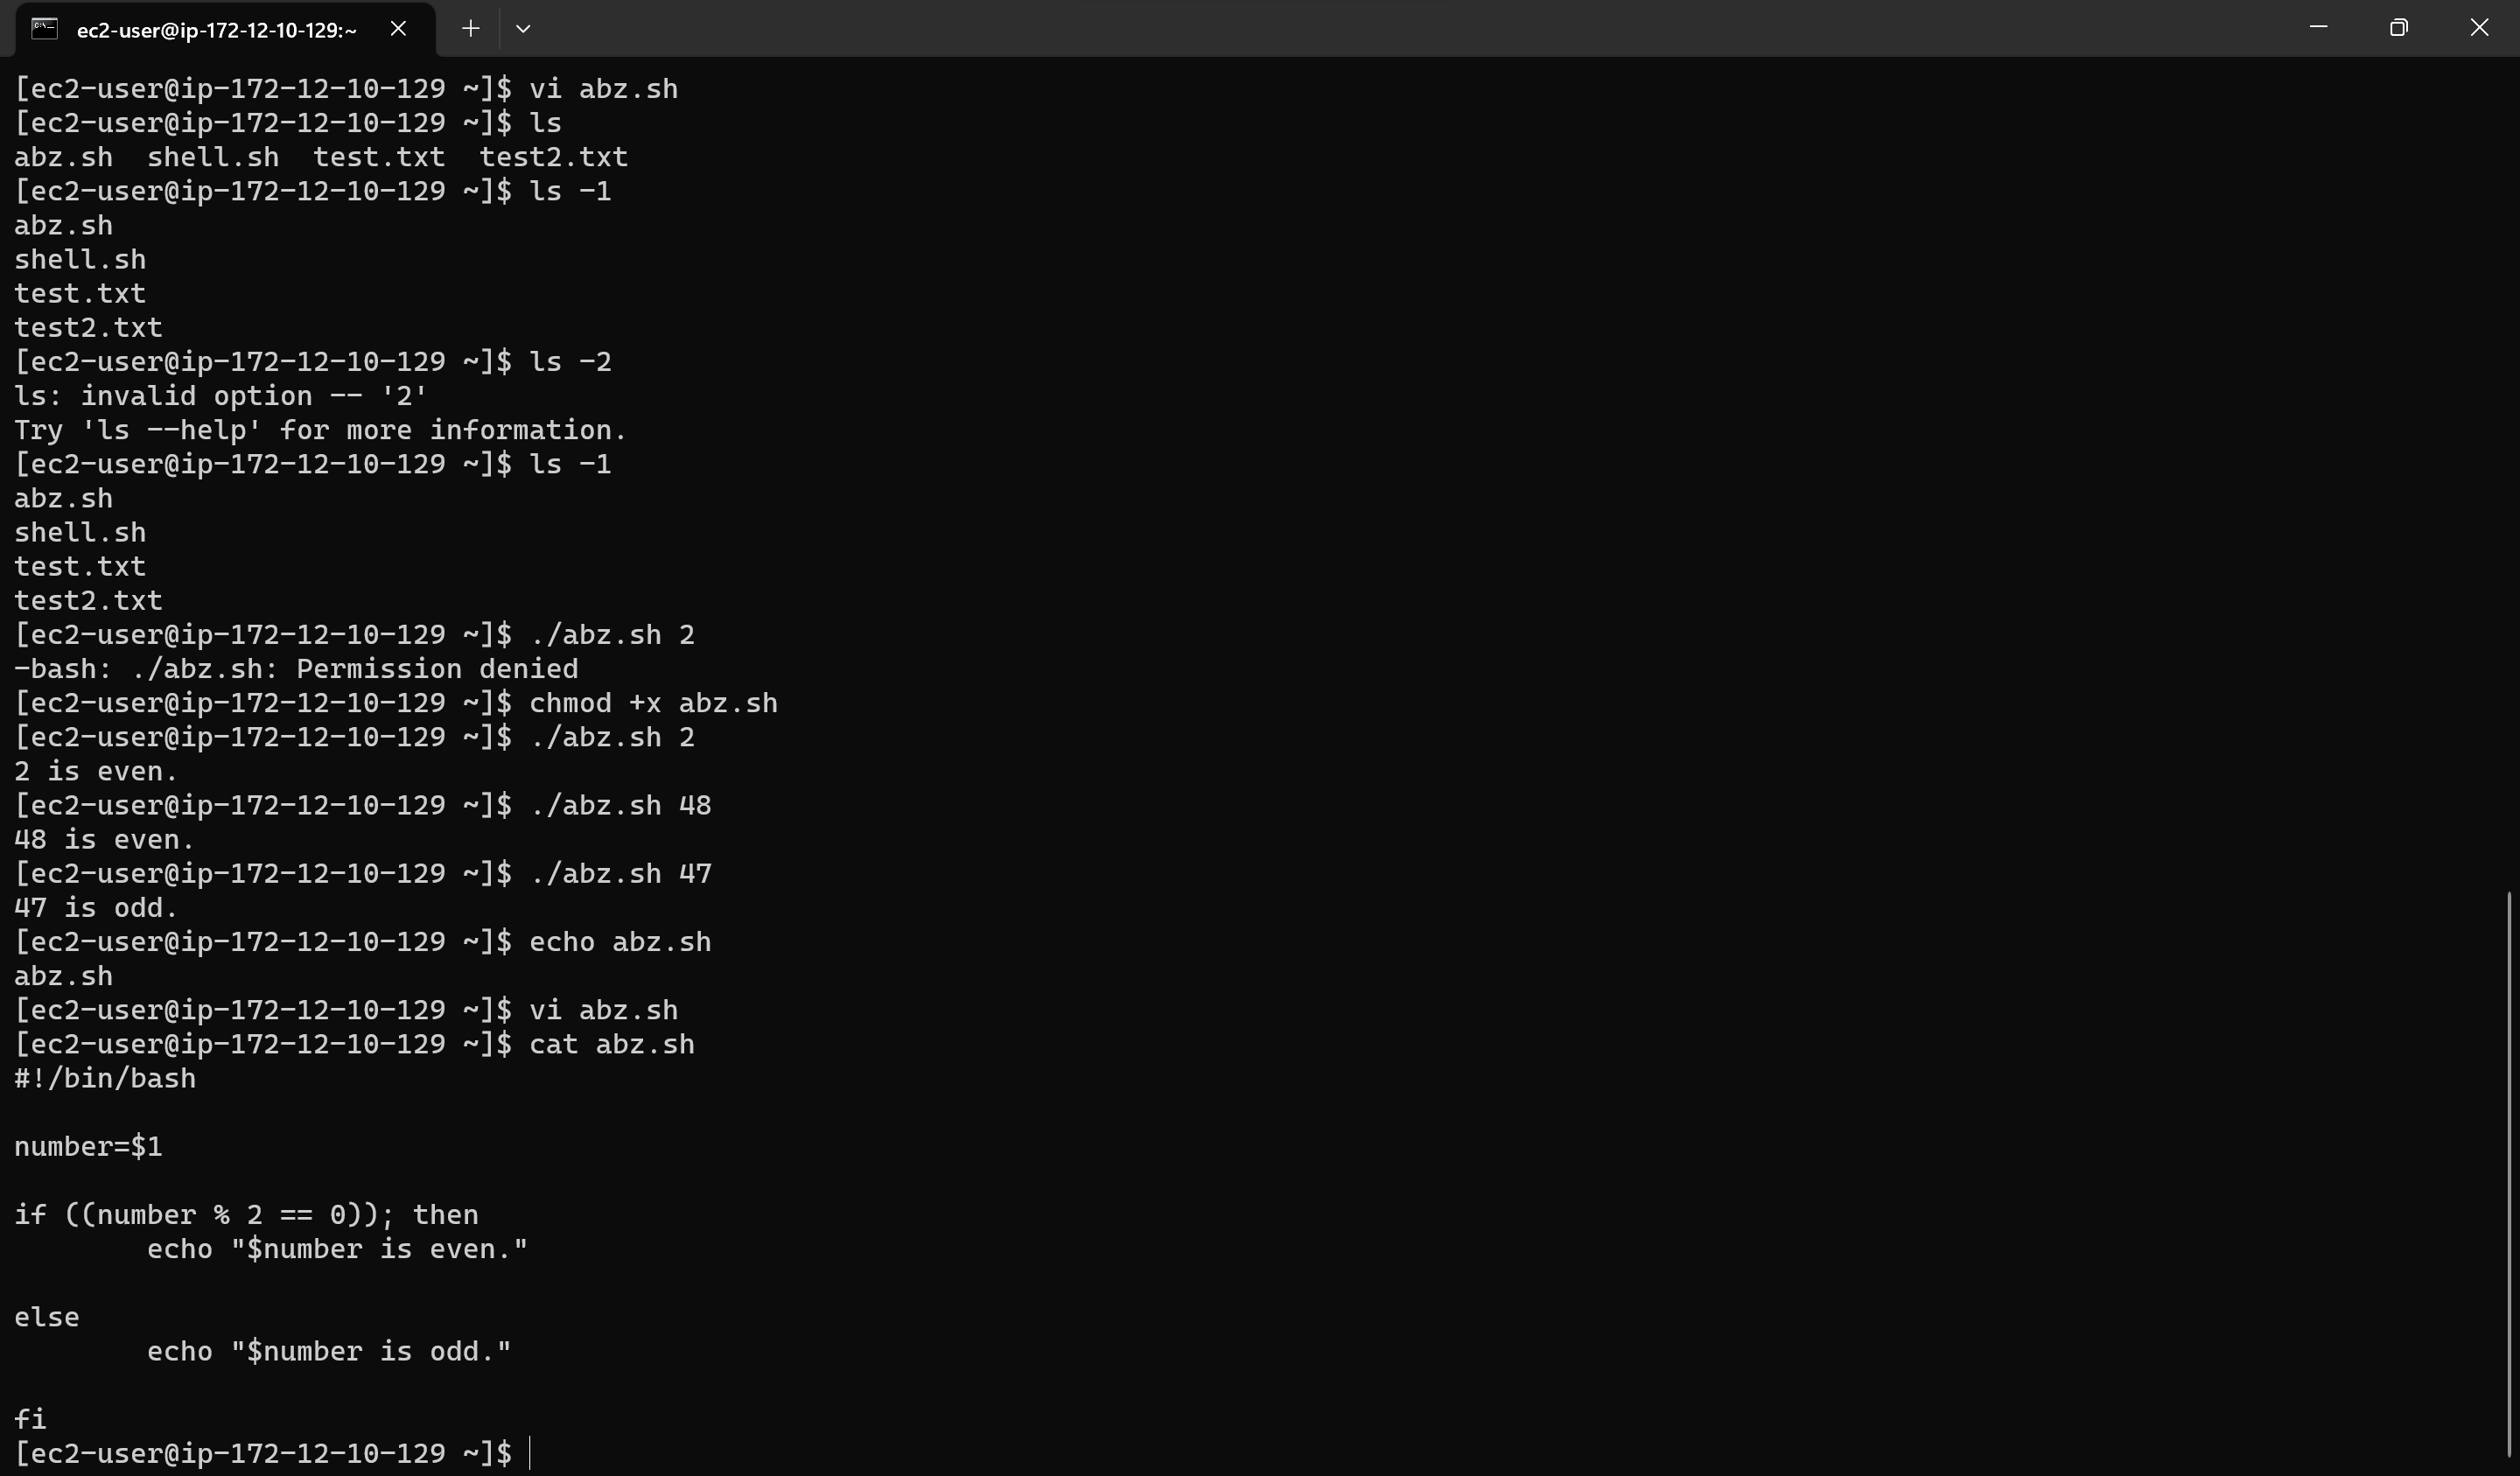 ec2-user@ip-172-12-10-129:~
[ec2-user@ip-172-12-10-129 ~]$ vi abz.sh
[ec2-user@ip-172-12-10-129 ~]$ ls
abz.sh  shell.sh  test.txt  test2.txt
[ec2-user@ip-172-12-10-129 ~]$ ls -1
abz.sh
shell.sh
test.txt
test2.txt
[ec2-user@ip-172-12-10-129 ~]$ ls -2
ls: invalid option -- '2'
Try 'ls --help' for more information.
[ec2-user@ip-172-12-10-129 ~]$ ls -1
abz.sh
shell.sh
test.txt
test2.txt
[ec2-user@ip-172-12-10-129 ~]$ ./abz.sh 2
-bash: ./abz.sh: Permission denied
[ec2-user@ip-172-12-10-129 ~]$ chmod +x abz.sh
[ec2-user@ip-172-12-10-129 ~]$ ./abz.sh 2
2 is even.
[ec2-user@ip-172-12-10-129 ~]$ ./abz.sh 48
48 is even.
[ec2-user@ip-172-12-10-129 ~]$ ./abz.sh 47
47 is odd.
[ec2-user@ip-172-12-10-129 ~]$ echo abz.sh
abz.sh
[ec2-user@ip-172-12-10-129 ~]$ vi abz.sh
[ec2-user@ip-172-12-10-129 ~]$ cat abz.sh
#!/bin/bash

number=$1

if ((number % 2 == 0)); then
        echo "$number is even."

else
        echo "$number is odd."

fi
[ec2-user@ip-172-12-10-129 ~]$